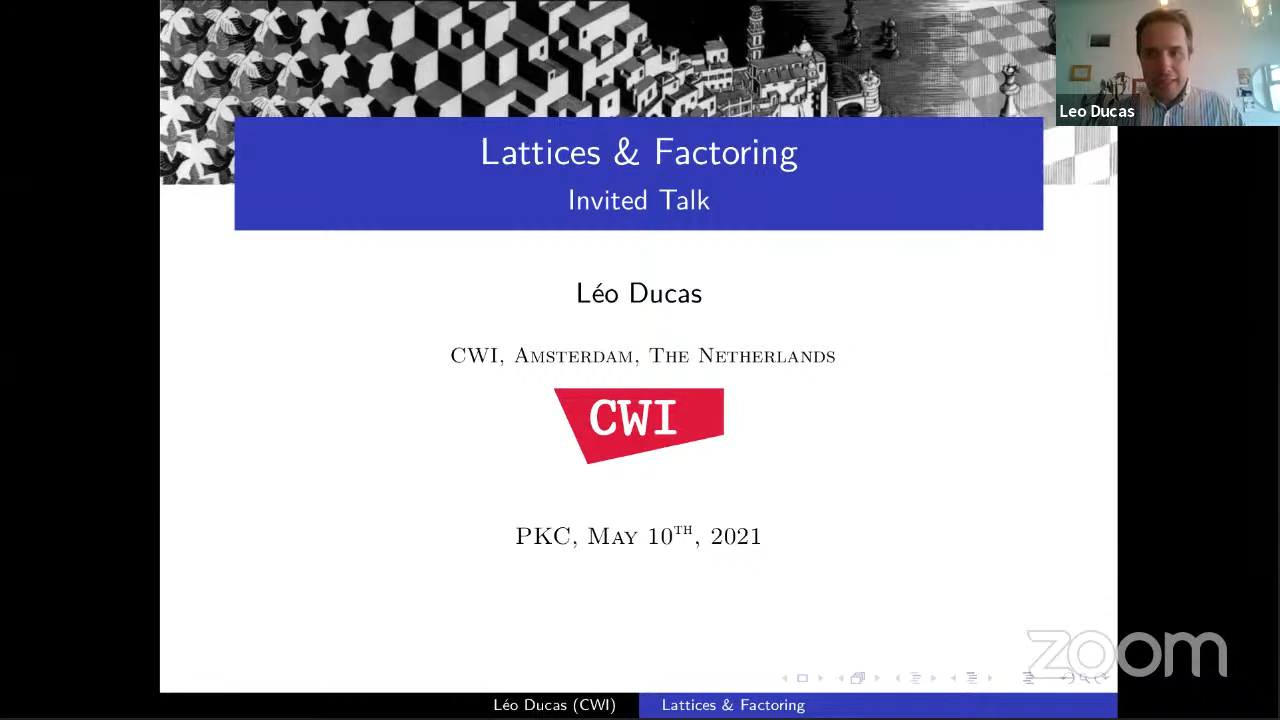 Leo Ducas
Lattices & Factoring
Invited Talk
Léo Ducas
CWI, Amsterdam, The Netherlands
CWI
PKC, May 10TH, 2021
zoom
Léo Ducas (CWI)
Lattices & Factoring